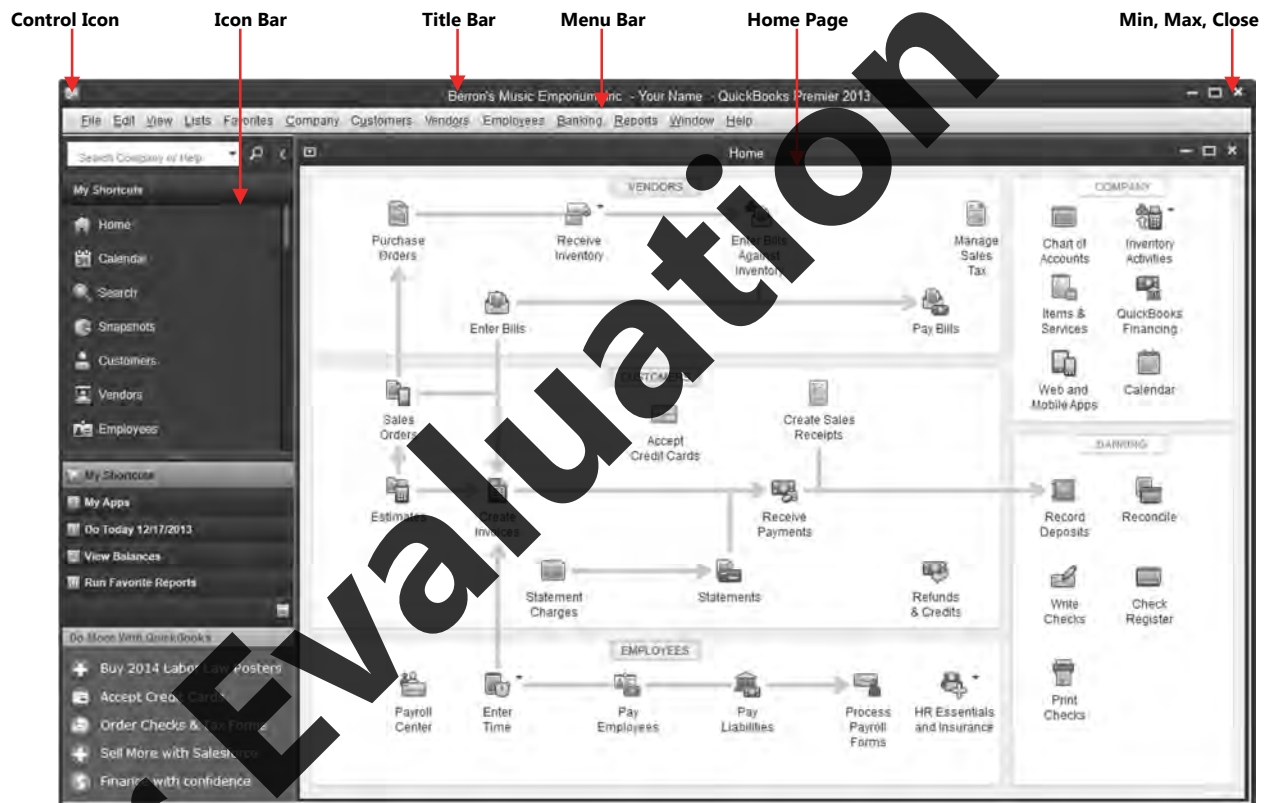 Control Icon
Icon Bar
Title Bar
Menu Bar
Home Page
Min, Max, Close
Berron's Music Emporium, Inc - Your Name - QuickBooks Premier 2013
File Edit View Lists Favorites Company Customers Vendors Employees Banking Reports Window Help
Search Company or Help
Home
My Shortcuts
Home
Calendar
Search
Snapshots
Customers
Vendors
Employees
My Shortcuts
My Apps
Do Today 12/17/2013
View Balances
Run Favorite Reports
Do More With QuickBooks
Buy 2014 Labor Law Posters
Accept Credit Cards
Order Checks & Tax Forms
Sell More with Salesforce
Finance with confidence
VENDORS
Purchase
Orders
Receive
Inventory
Enter Bills
Against
Inventory
Manage
Sales
Tax
Enter Bills
Pay Bills
CUSTOMERS
Sales
Orders
Accept
Credit Cards
Create Sales
Receipts
Estimates
Create
Invoices
Receive
Payments
Statement
Charges
Statements
Refunds
& Credits
EMPLOYEES
Payroll
Center
Enter
Time
Pay
Employees
Pay
Liabilities
Process
Payroll
Forms
HR Essentials
and Insurance
COMPANY
Chart of
Accounts
Inventory
Activities
Items &
Services
QuickBooks
Financing
Web and
Mobile Apps
Calendar
BANKING
Record
Deposits
Reconcile
Write
Checks
Check
Register
Print
Checks
Evaluation